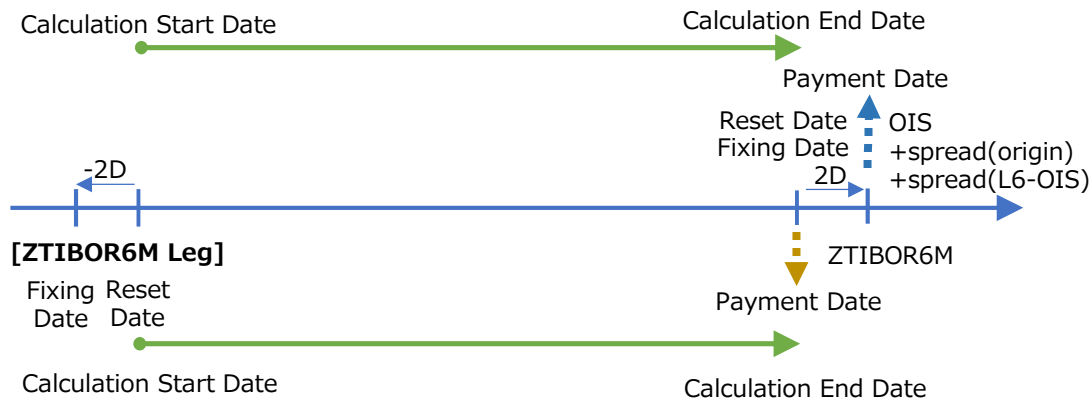 Calculation Start Date
Calculation End Date
Payment Date
Reset Date
Fixing Date
OIS
+spread(origin)
+spread(L6-OIS)
-2D
2D
[ZTIBOR6M Leg]
ZTIBOR6M
Fixing Date
Reset Date
Payment Date
Calculation Start Date
Calculation End Date